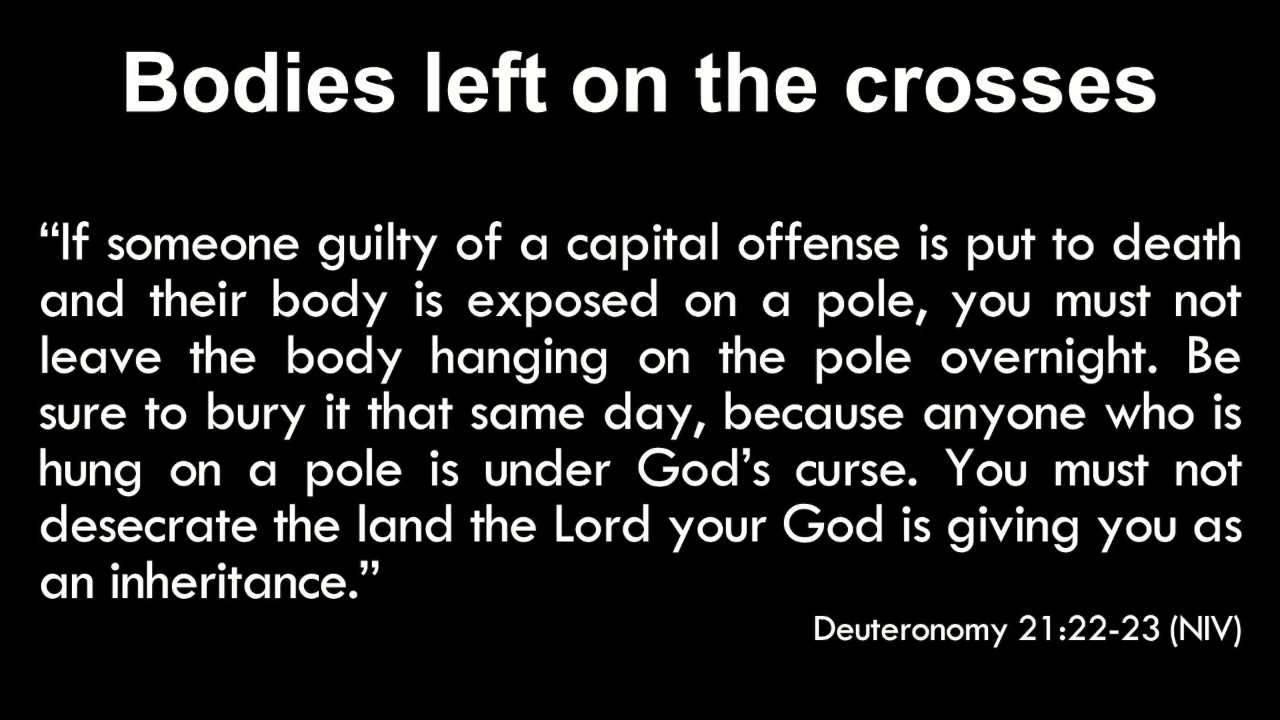 Bodies left on the crosses
“If someone guilty of a capital offense is put to death
and their body is exposed on a pole, you must not
leave the body hanging on the pole overnight. Be
sure to bury it that same day, because anyone who is
hung on a pole is under God’s curse. You must not
desecrate the land the Lord your God is giving you as
an inheritance.”
Deuteronomy 21:22-23 (NIV)